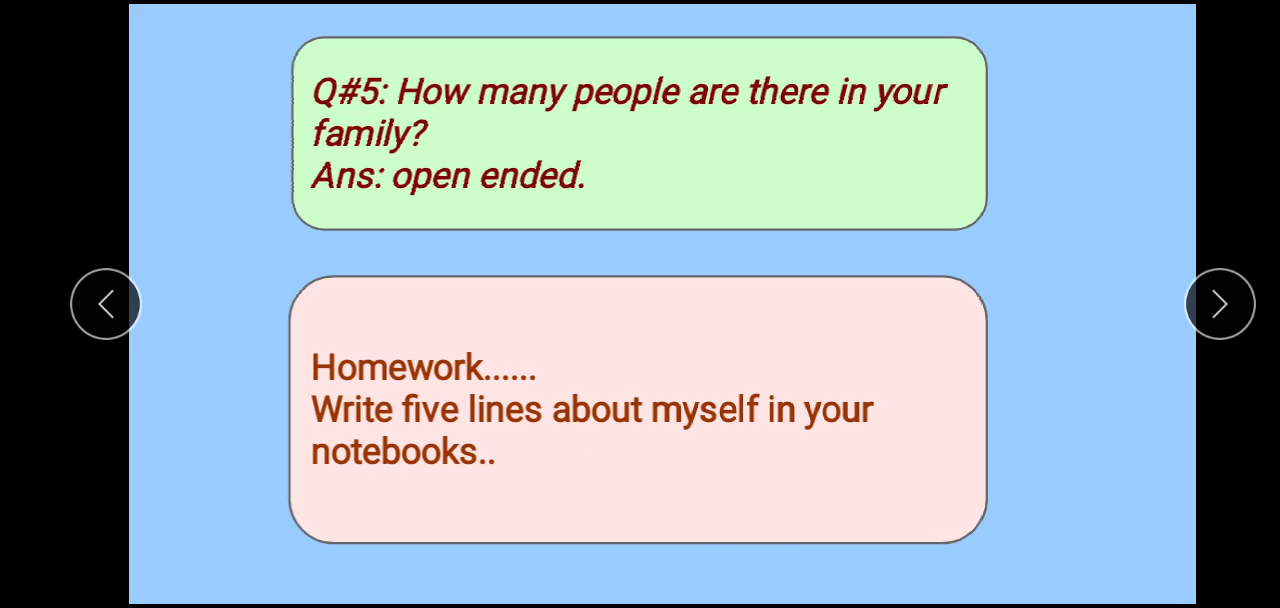 Q#5: How many people are there in your
family?
Ans: open ended.
Homework......
Write five lines about myself in your
notebooks..